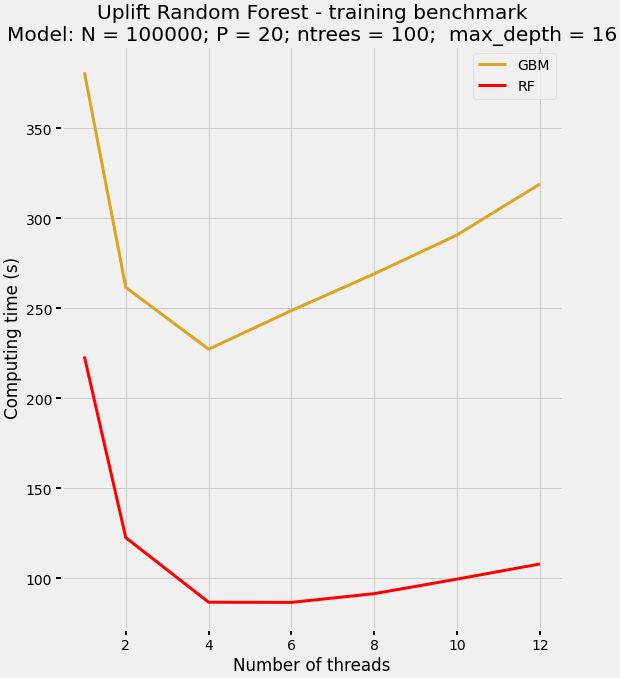 Uplift Random Forest - training benchmark
Model: N = 100000; P = 20; ntrees = 100;  max_depth = 16
GBM
RF
350
300
250
200
150
100
Computing time (s)
2 4 6 8 10 12
Number of threads